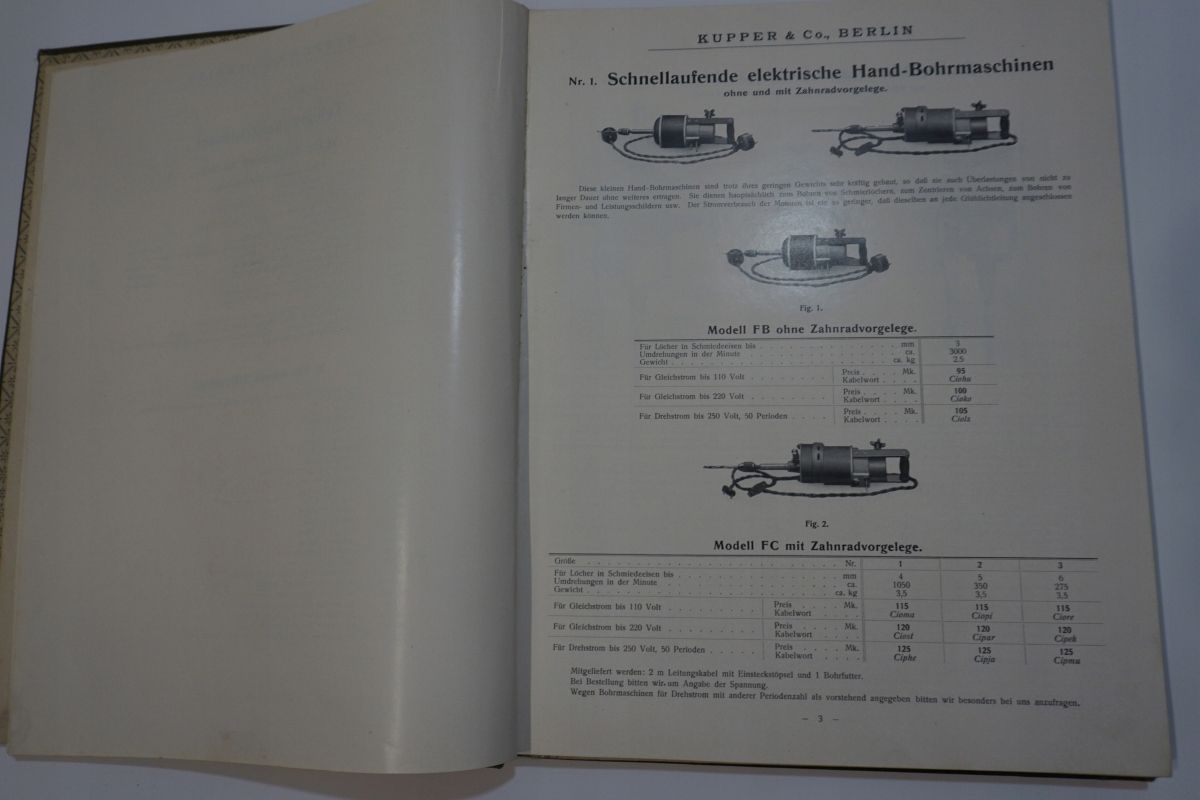 KUPPER & Co., BERLIN
Nr. 1. Schnellaufende elektrische Hand-Bohrmaschinen
ohne und mit Zahnradvorgelege.
Diese kleinen Hand-Bohrmaschinen sind trotz ihres geringen Gewichts sehr kräftig gebaut, so daß sie auch Überlastungen von nicht zu
langer Dauer ohne weiteres ertragen. Sie dienen hauptsächlich zum Bohren von Schmierlöchern, zum Zentrieren von Achsen, zum Bohren von
Firmen- und Leistungsschildern usw. Der Stromverbrauch der Motoren ist ein so geringer, daß dieselben an jede Glühlichtleitung angeschlossen
werden können.
Fig. 1.
Modell FB ohne Zahnradvorgelege.
Für Löcher in Schmiedeeisen bis . . . . . . . . . . mm 3
Umdrehungen in der Minute . . . . . . . . . . ca. 3000
Gewicht . . . . . . . . . . ca. kg 2,5
Für Gleichstrom bis 110 Volt . . . . . . . . Preis . . . . Mk. 95
Kabelwort . . . .
Für Gleichstrom bis 220 Volt . . . . . . . . Preis . . . . Mk. 100
Kabelwort . . . .
Für Drehstrom bis 250 Volt, 50 Perioden . . . . Preis . . . . Mk. 105
Kabelwort . . . .
Fig. 2.
Modell FC mit Zahnradvorgelege.
Größe . . . . . . . . . . Nr. 1 2 3
Für Löcher in Schmiedeeisen bis . . . . . . . . . . mm 4 5 6
Umdrehungen in der Minute . . . . . . . . . . ca. 1050 350 275
Gewicht . . . . . . . . . . ca. kg 3,5 3,5 3,5
Für Gleichstrom bis 110 Volt . . . . . . . . Preis . . . . Mk. 115 115 115
Kabelwort . . . . Cioma Ciopi Ciore
Für Gleichstrom bis 220 Volt . . . . . . . . Preis . . . . Mk. 120 120 120
Kabelwort . . . . Ciosl Cipar Cipek
Für Drehstrom bis 250 Volt, 50 Perioden . . . . . Preis . . . . Mk. 125 125 125
Kabelwort . . . . Ciphe Cipja Cipma
Mitgeliefert werden: 2 m Leitungskabel mit Einsteckstöpsel und 1 Bohrfutter.
Bei Bestellung bitten wir um Angabe der Spannung.
Wegen Bohrmaschinen für Drehstrom mit anderer Periodenzahl als vorstehend angegeben bitten wir besonders bei uns anzufragen.
— 3 —